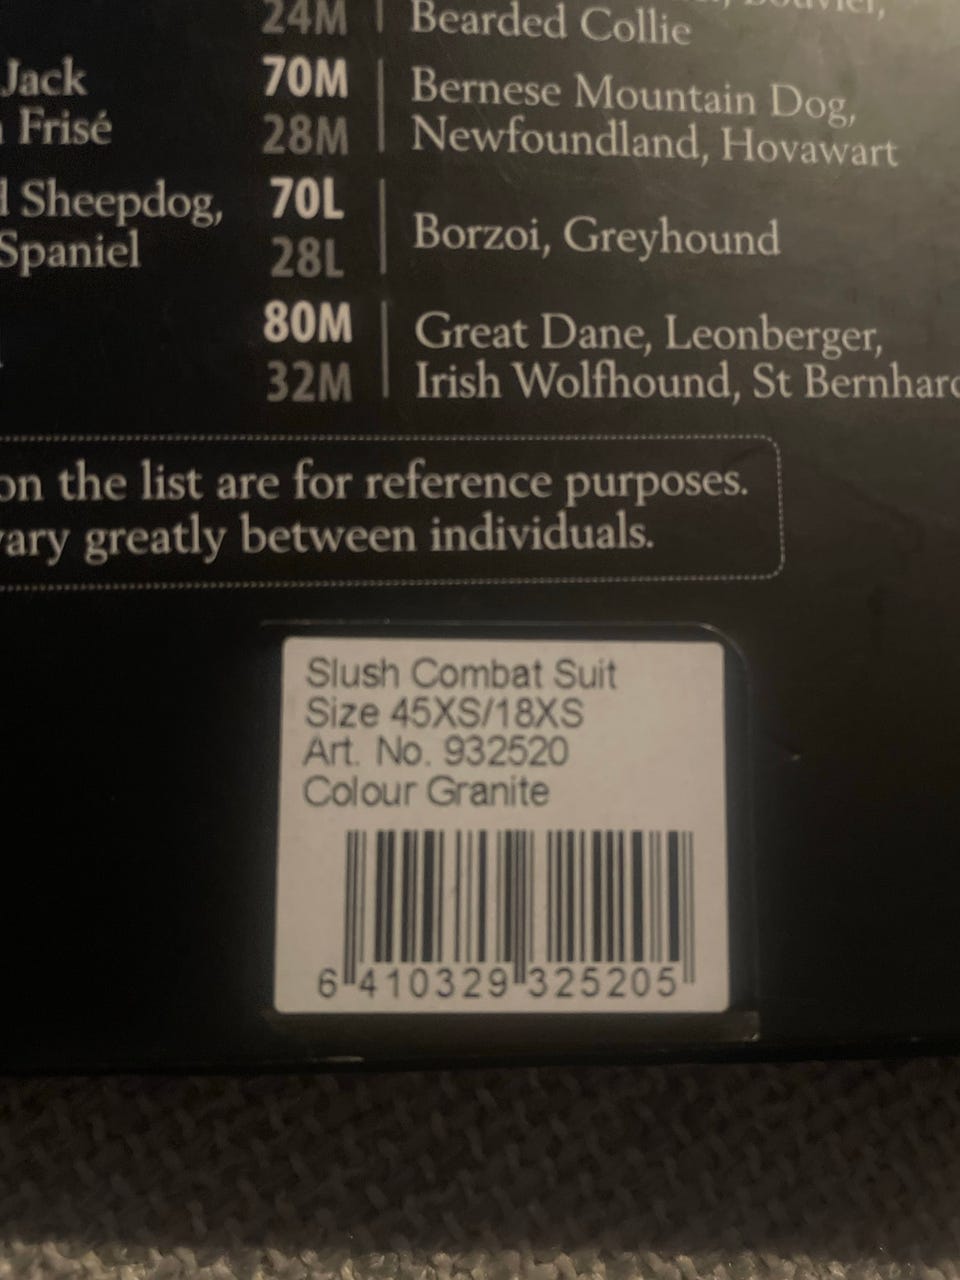 24M Bearded Collie
Jack
Frisé
70M Bernese Mountain Dog,
28M Newfoundland, Hovawart
Sheepdog,
Spaniel
70L
28L Borzoi, Greyhound
80M Great Dane, Leonberger,
32M Irish Wolfhound, St Bernhard
on the list are for reference purposes.
vary greatly between individuals.
Slush Combat Suit
Size 45XS/18XS
Art. No. 932520
Colour Granite
6 410329 325205